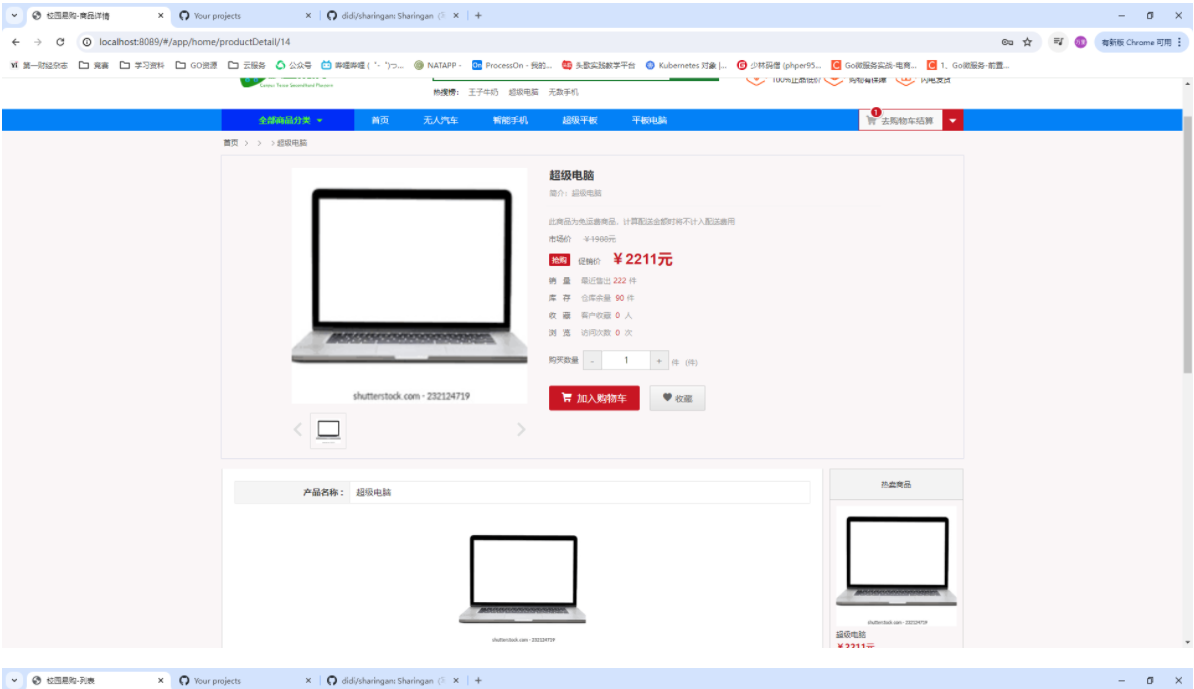 校园易购-商品详情
Your projects
didi/sharingan: Sharingan
localhost:8089/#/app/home/productDetail/14
有新版 Chrome 可用
第一财经杂志
竞赛
学习资料
GO资源
云服务
公众号
哔哩哔哩 ( ゜- ゜)つ...
NATAPP -
ProcessOn - 我的...
头歌实践教学平台
Kubernetes 对象 |...
少林码僧 (phper95...
Go微服务实战-电商...
1、Go微服务-前置...
100%正品低价
购物有保障
闪电发货
热搜榜: 王子牛奶 超级电脑 无敌手机
全部商品分类
首页
无人汽车
智能手机
超级平板
平板电脑
1
去购物车结算
首页 > > > 超级电脑
超级电脑
简介: 超级电脑
此商品为免运费商品, 计算配送金额时将不计入配送费用
市场价 ¥1988元
抢购 促销价 ¥2211元
销 量 最近售出 222 件
库 存 仓库余量 90 件
收 藏 客户收藏 0 人
浏 览 访问次数 0 次
购买数量 - 1 + 件 (件)
加入购物车
收藏
shutterstock.com · 232124719
产品名称: 超级电脑
热卖商品
shutterstock.com · 232124719
shutterstock.com · 232124719
超级电脑
¥2211元
校园易购-列表
Your projects
didi/sharingan: Sharingan